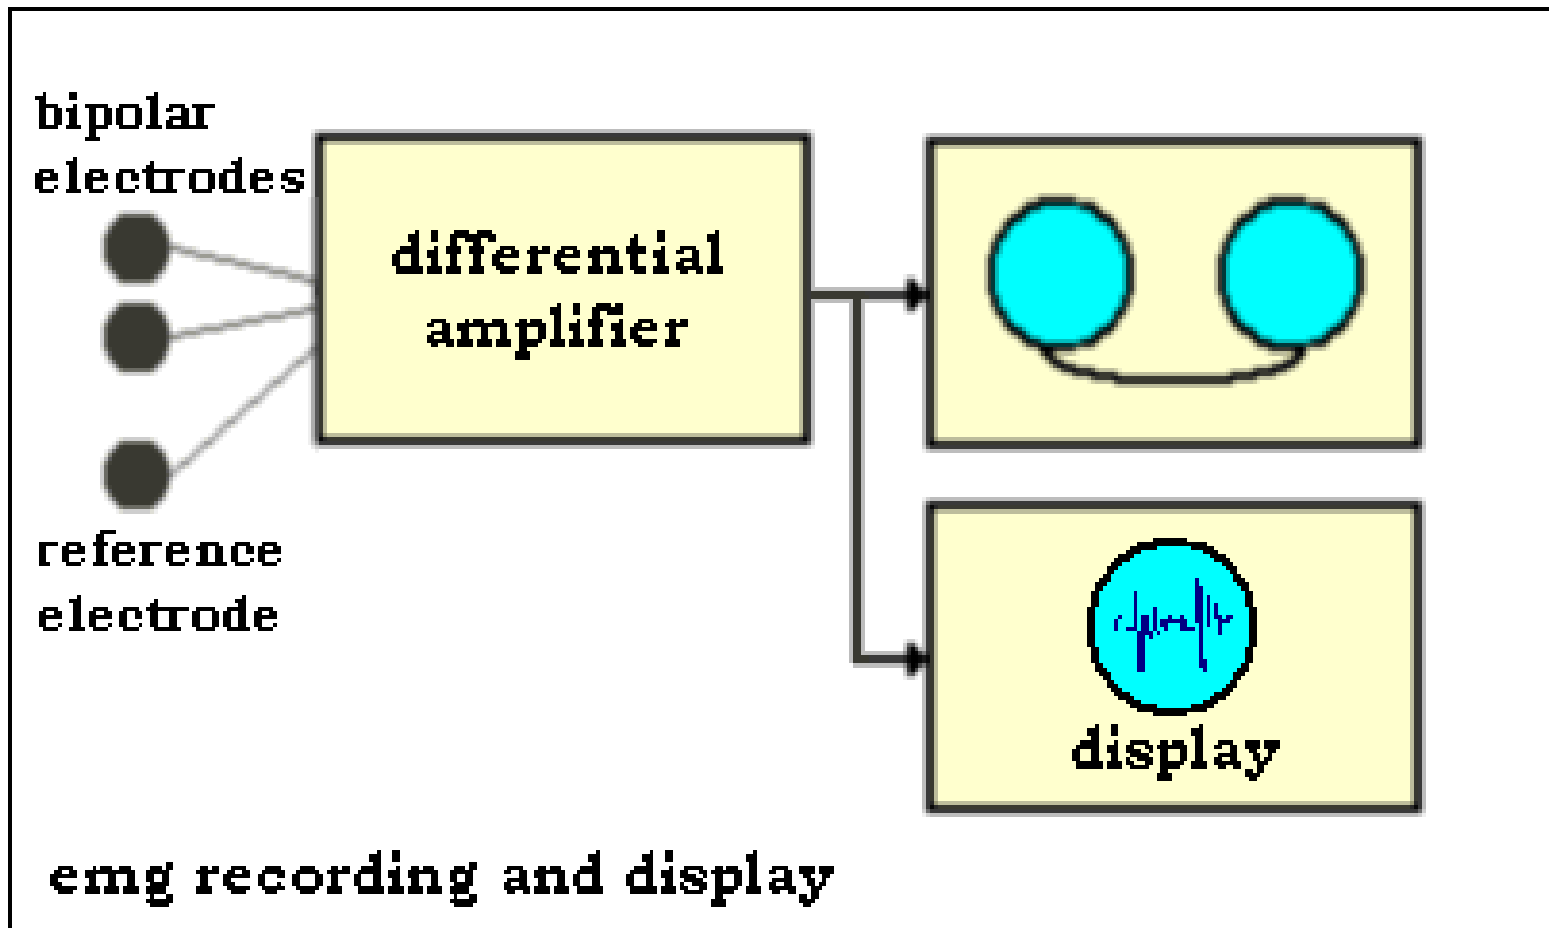 bipolar
electrodes
differential
amplifier
reference
electrode
display
emg recording and display